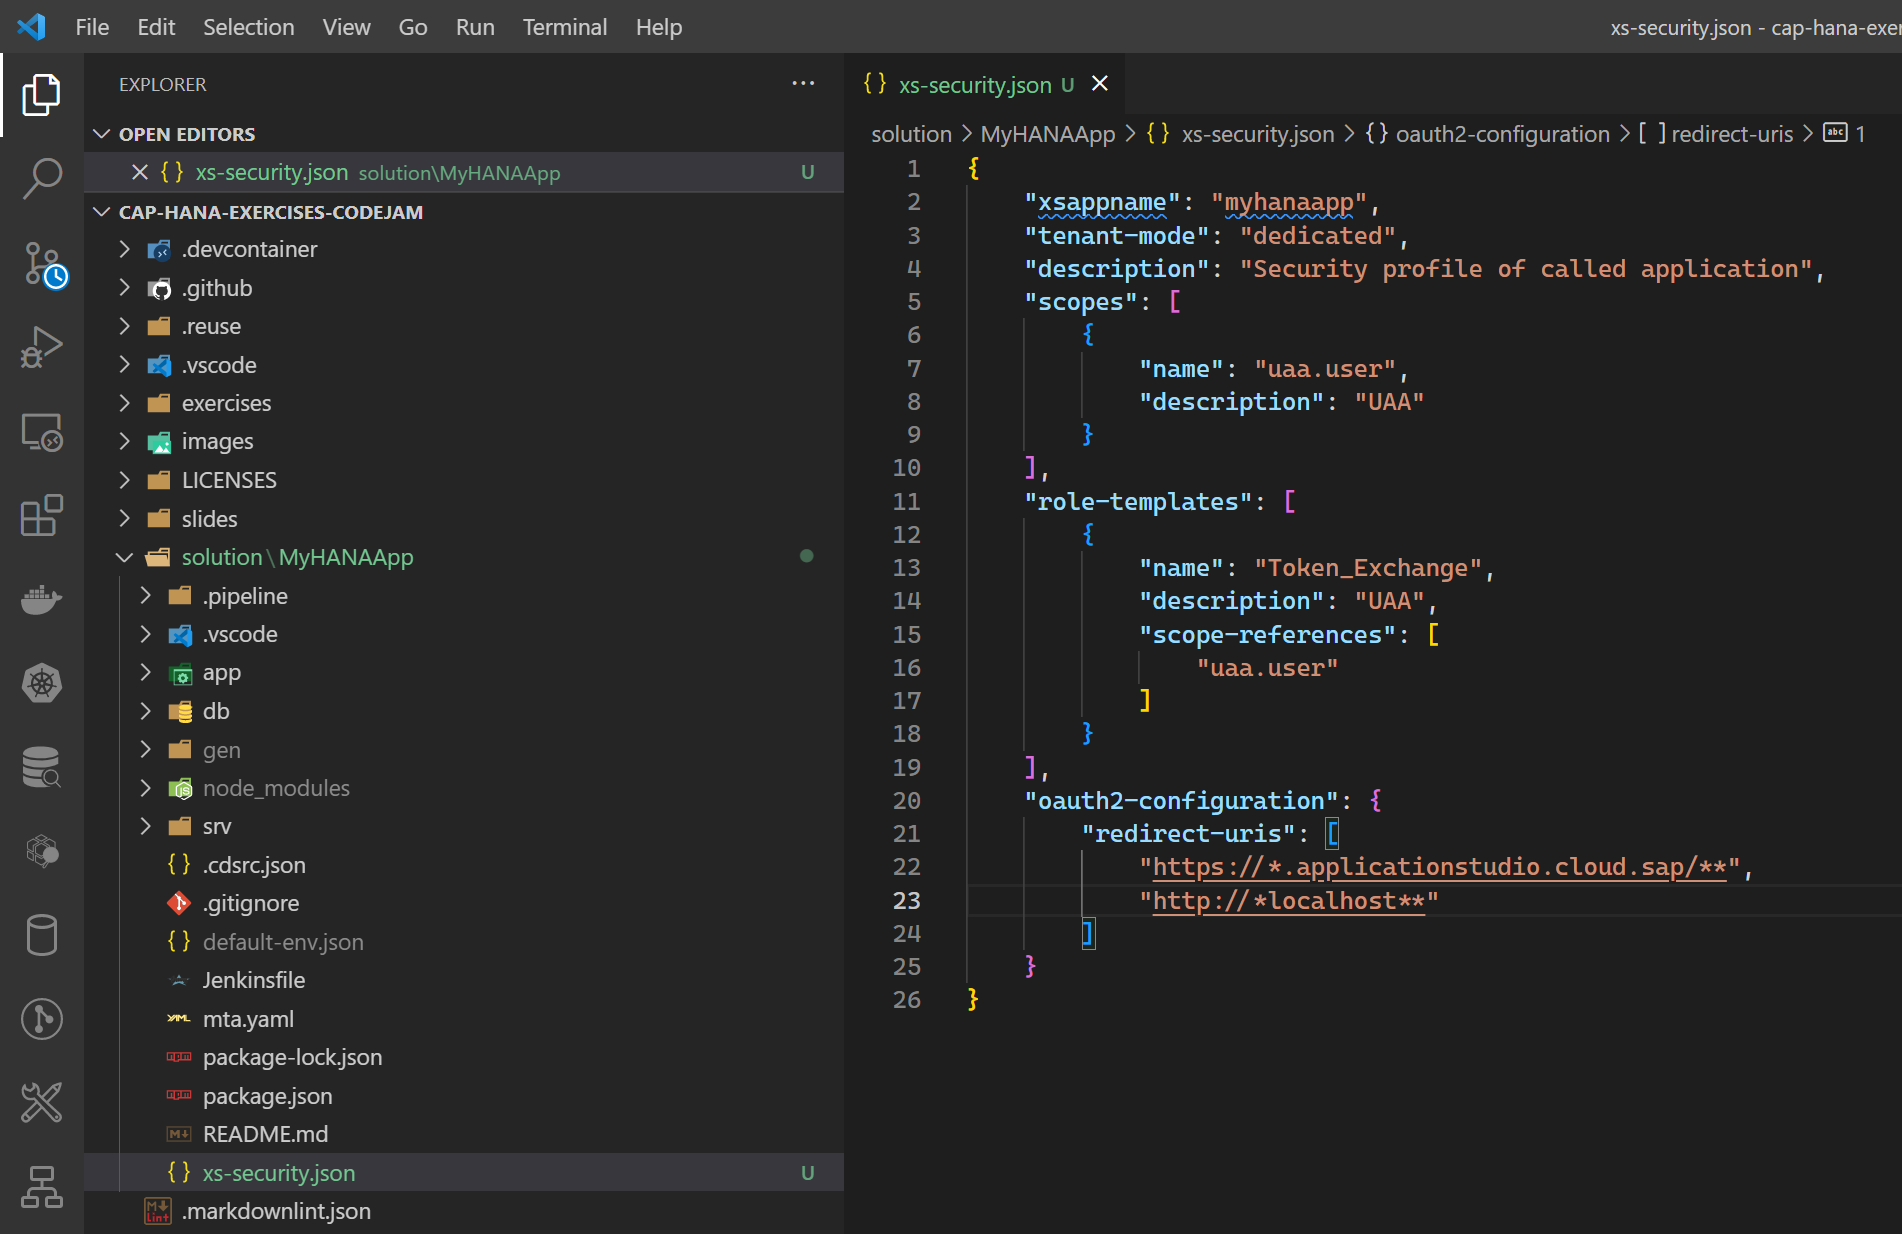 File Edit Selection View Go Run Terminal Help
xs-security.json - cap-hana-exer
EXPLORER
OPEN EDITORS
xs-security.json solution\MyHANAApp U
CAP-HANA-EXERCISES-CODEJAM
.devcontainer
.github
.reuse
.vscode
exercises
images
LICENSES
slides
solution\MyHANAApp
.pipeline
.vscode
app
db
gen
node_modules
srv
.cdsrc.json
.gitignore
default-env.json
Jenkinsfile
mta.yaml
package-lock.json
package.json
README.md
xs-security.json U
.markdownlint.json
{} xs-security.json U
solution > MyHANAApp > {} xs-security.json > {} oauth2-configuration > [ ] redirect-uris > abc 1
1 {
2 "xsappname": "myhanaapp",
3 "tenant-mode": "dedicated",
4 "description": "Security profile of called application",
5 "scopes": [
6 {
7 "name": "uaa.user",
8 "description": "UAA"
9 }
10 ],
11 "role-templates": [
12 {
13 "name": "Token_Exchange",
14 "description": "UAA",
15 "scope-references": [
16 "uaa.user"
17 ]
18 }
19 ],
20 "oauth2-configuration": {
21 "redirect-uris": [
22 "https://*.applicationstudio.cloud.sap/**",
23 "http://*localhost**"
24 ]
25 }
26 }